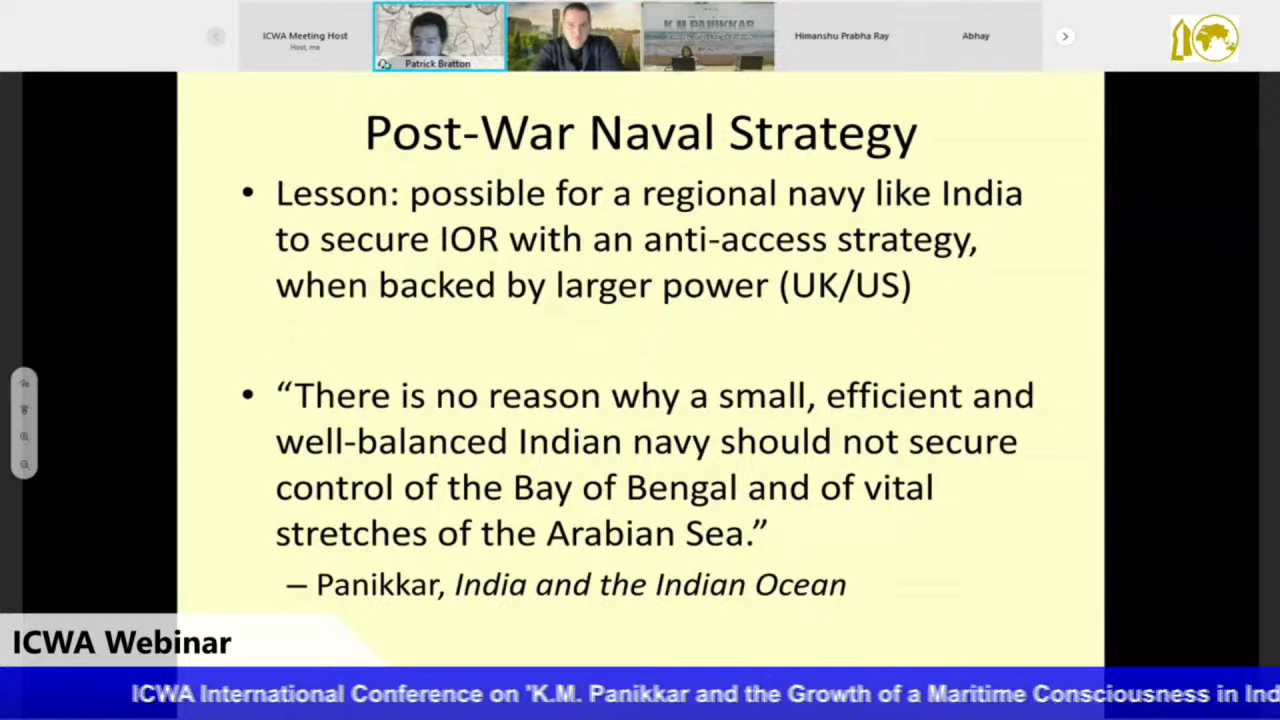 ICWA Meeting Host
Host, me
Patrick Bratton
K.M PANIKKAR
Himanshu Prabha Ray
Abhay
10
Post-War Naval Strategy
• Lesson: possible for a regional navy like India
to secure IOR with an anti-access strategy,
when backed by larger power (UK/US)
• “There is no reason why a small, efficient and
well-balanced Indian navy should not secure
control of the Bay of Bengal and of vital
stretches of the Arabian Sea.”
– Panikkar, India and the Indian Ocean
ICWA Webinar
ICWA International Conference on 'K.M. Panikkar and the Growth of a Maritime Consciousness in Ind